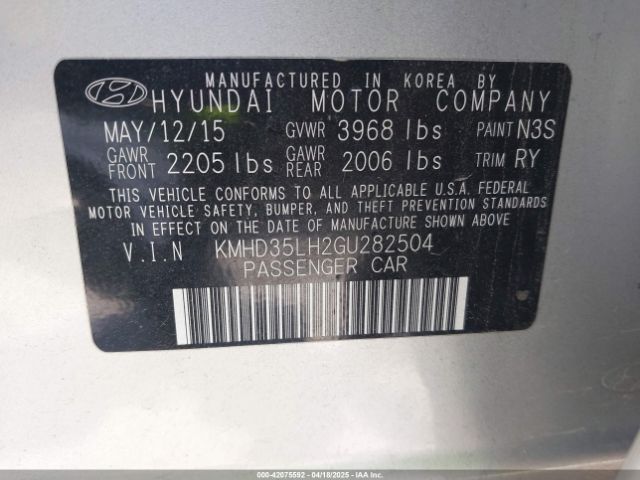 MANUFACTURED IN KOREA BY
HYUNDAI MOTOR COMPANY
MAY/12/15 GVWR 3968 lbs PAINT N3S
GAWR FRONT 2205 lbs GAWR REAR 2006 lbs TRIM RY
THIS VEHICLE CONFORMS TO ALL APPLICABLE U.S.A. FEDERAL
MOTOR VEHICLE SAFETY, BUMPER, AND THEFT PREVENTION STANDARDS
IN EFFECT ON THE DATE OF MANUFACTURE SHOWN ABOVE
V.I.N KMHD35LH2GU282504
PASSENGER CAR
000-42075592 - 04/18/2025 - IAA, Inc.